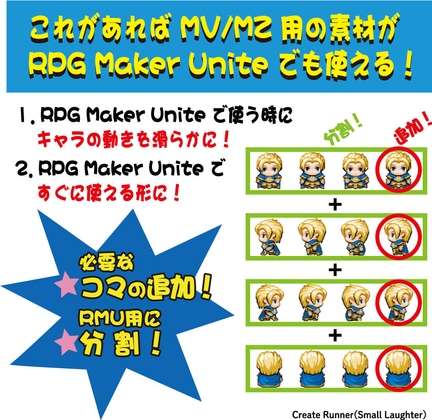 これがあれば MV/MZ 用の素材が
RPG Maker Unite でも使える！
1. RPG Maker Unite で使う時に
キャラの動きを滑らかに！
2. RPG Maker Unite で
すぐに使える形に！
分割！
追加！
+
+
+
必要な
★コマの追加！
RMU用に
★分割！
Create Runner(Small Laughter)